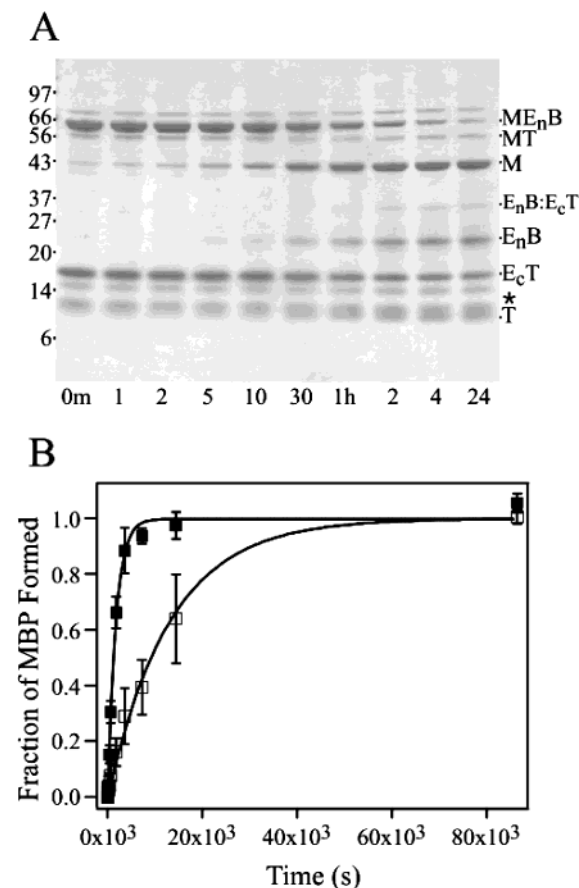 A
97
66
56
43
37
27
20
14
6
MEnB
MT
M
EnB:EcT
EnB
EcT
*
T
0m 1 2 5 10 30 1h 2 4 24
B
Fraction of MBP Formed
1.0
0.8
0.6
0.4
0.2
0.0
0x10³ 20x10³ 40x10³ 60x10³ 80x10³
Time (s)